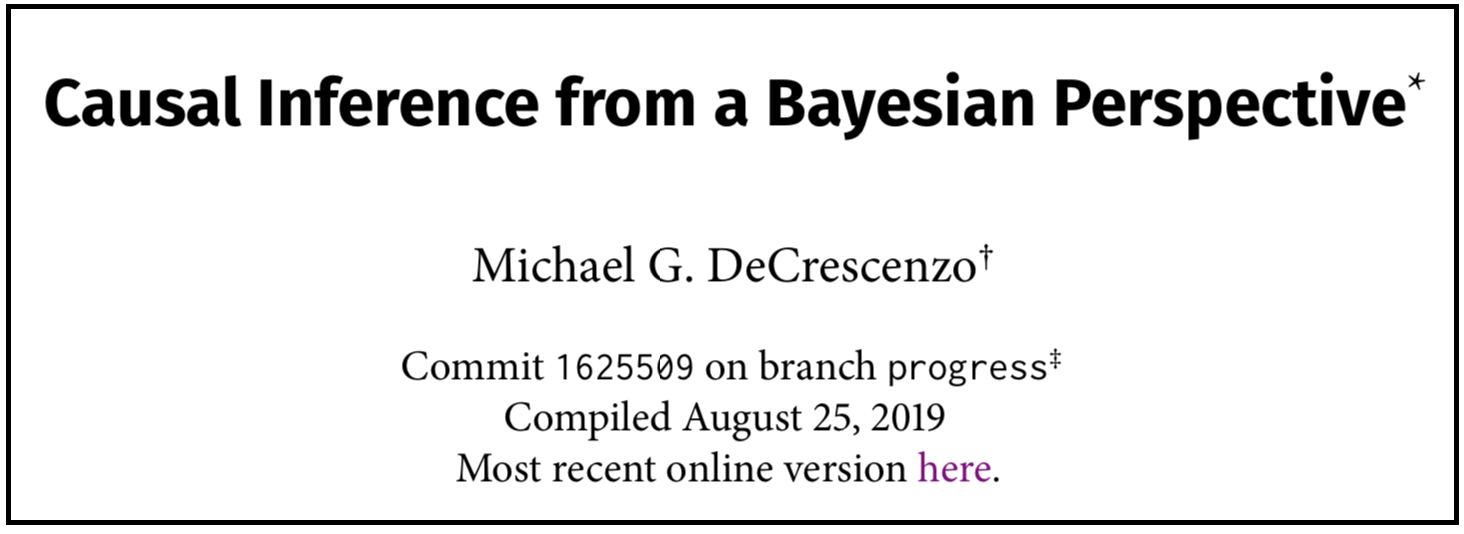 Causal Inference from a Bayesian Perspective*
Michael G. DeCrescenzo†
Commit 1625509 on branch progress‡
Compiled August 25, 2019
Most recent online version here.